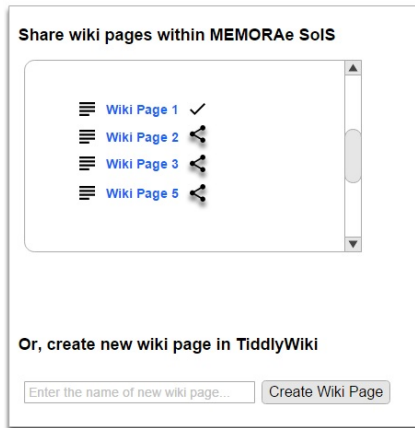 Share wiki pages within MEMORAe SoIS
Wiki Page 1
Wiki Page 2
Wiki Page 3
Wiki Page 5
Or, create new wiki page in TiddlyWiki
Enter the name of new wiki page... Create Wiki Page